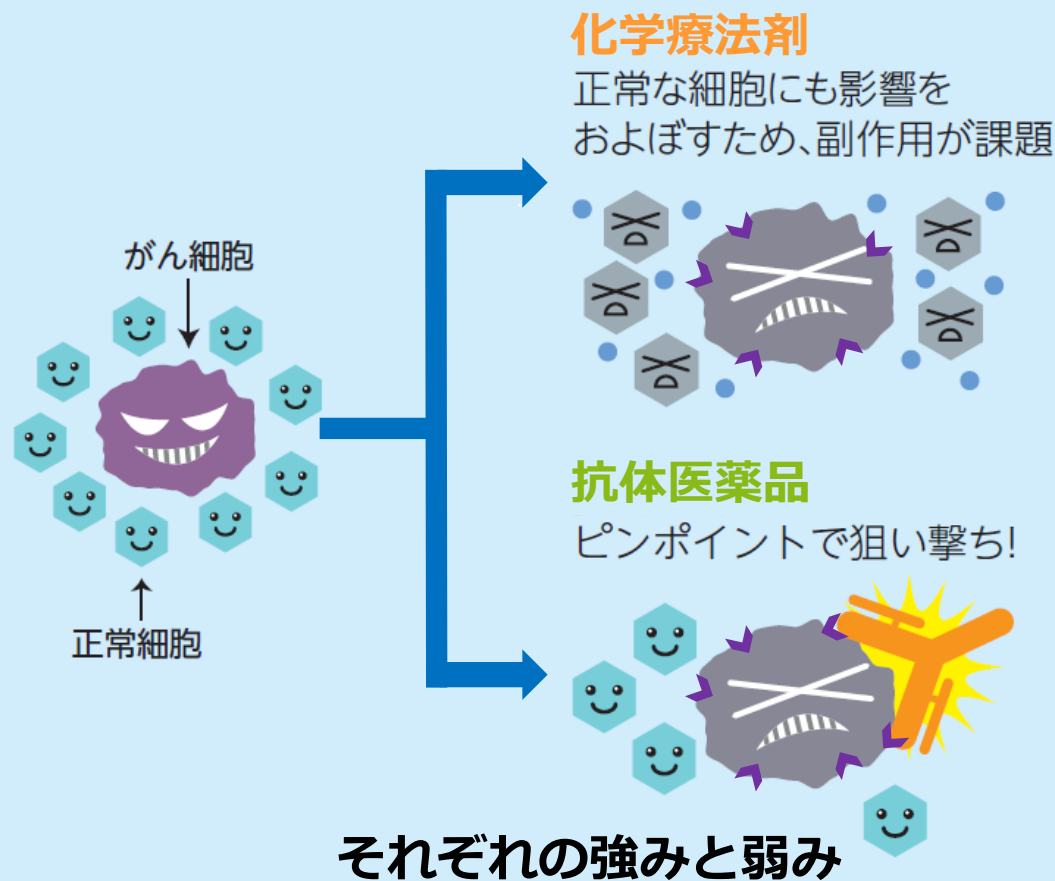 化学療法剤
正常な細胞にも影響を
およぼすため、副作用が課題
がん細胞
正常細胞
抗体医薬品
ピンポイントで狙い撃ち!
それぞれの強みと弱み